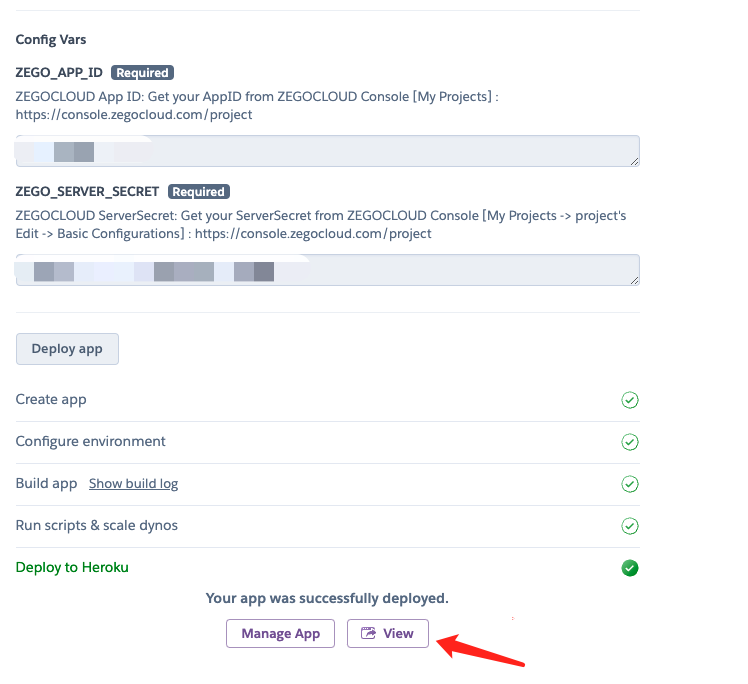 Config Vars
ZEGO_APP_ID Required
ZEGOCLOUD App ID: Get your AppID from ZEGOCLOUD Console [My Projects] :
https://console.zegocloud.com/project
ZEGO_SERVER_SECRET Required
ZEGOCLOUD ServerSecret: Get your ServerSecret from ZEGOCLOUD Console [My Projects -> project's
Edit -> Basic Configurations] : https://console.zegocloud.com/project
Deploy app
Create app
Configure environment
Build app Show build log
Run scripts & scale dynos
Deploy to Heroku
Your app was successfully deployed.
Manage App View